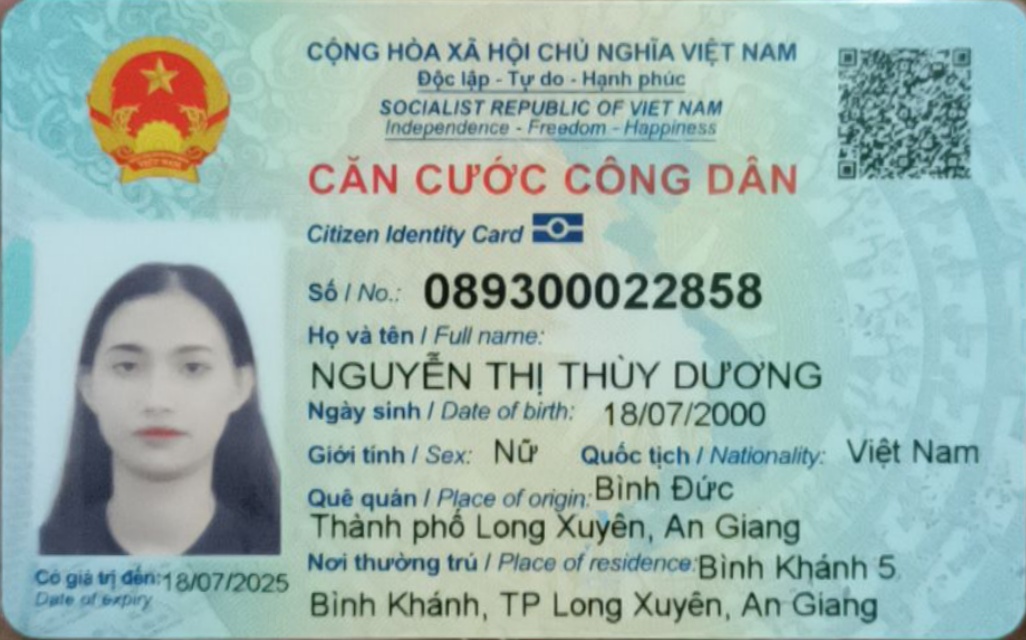 CỘNG HÒA XÃ HỘI CHỦ NGHĨA VIỆT NAM
Độc lập - Tự do - Hạnh phúc
SOCIALIST REPUBLIC OF VIET NAM
Independence - Freedom - Happiness
CĂN CƯỚC CÔNG DÂN
Citizen Identity Card
Số / No.: 089300022858
Họ và tên / Full name:
NGUYỄN THỊ THÙY DƯƠNG
Ngày sinh / Date of birth: 18/07/2000
Giới tính / Sex: Nữ Quốc tịch / Nationality: Việt Nam
Quê quán / Place of origin: Bình Đức
Thành phố Long Xuyên, An Giang
Nơi thường trú / Place of residence: Bình Khánh 5
Bình Khánh, TP Long Xuyên, An Giang
Có giá trị đến: 18/07/2025
Date of expiry
VIỆT NAM